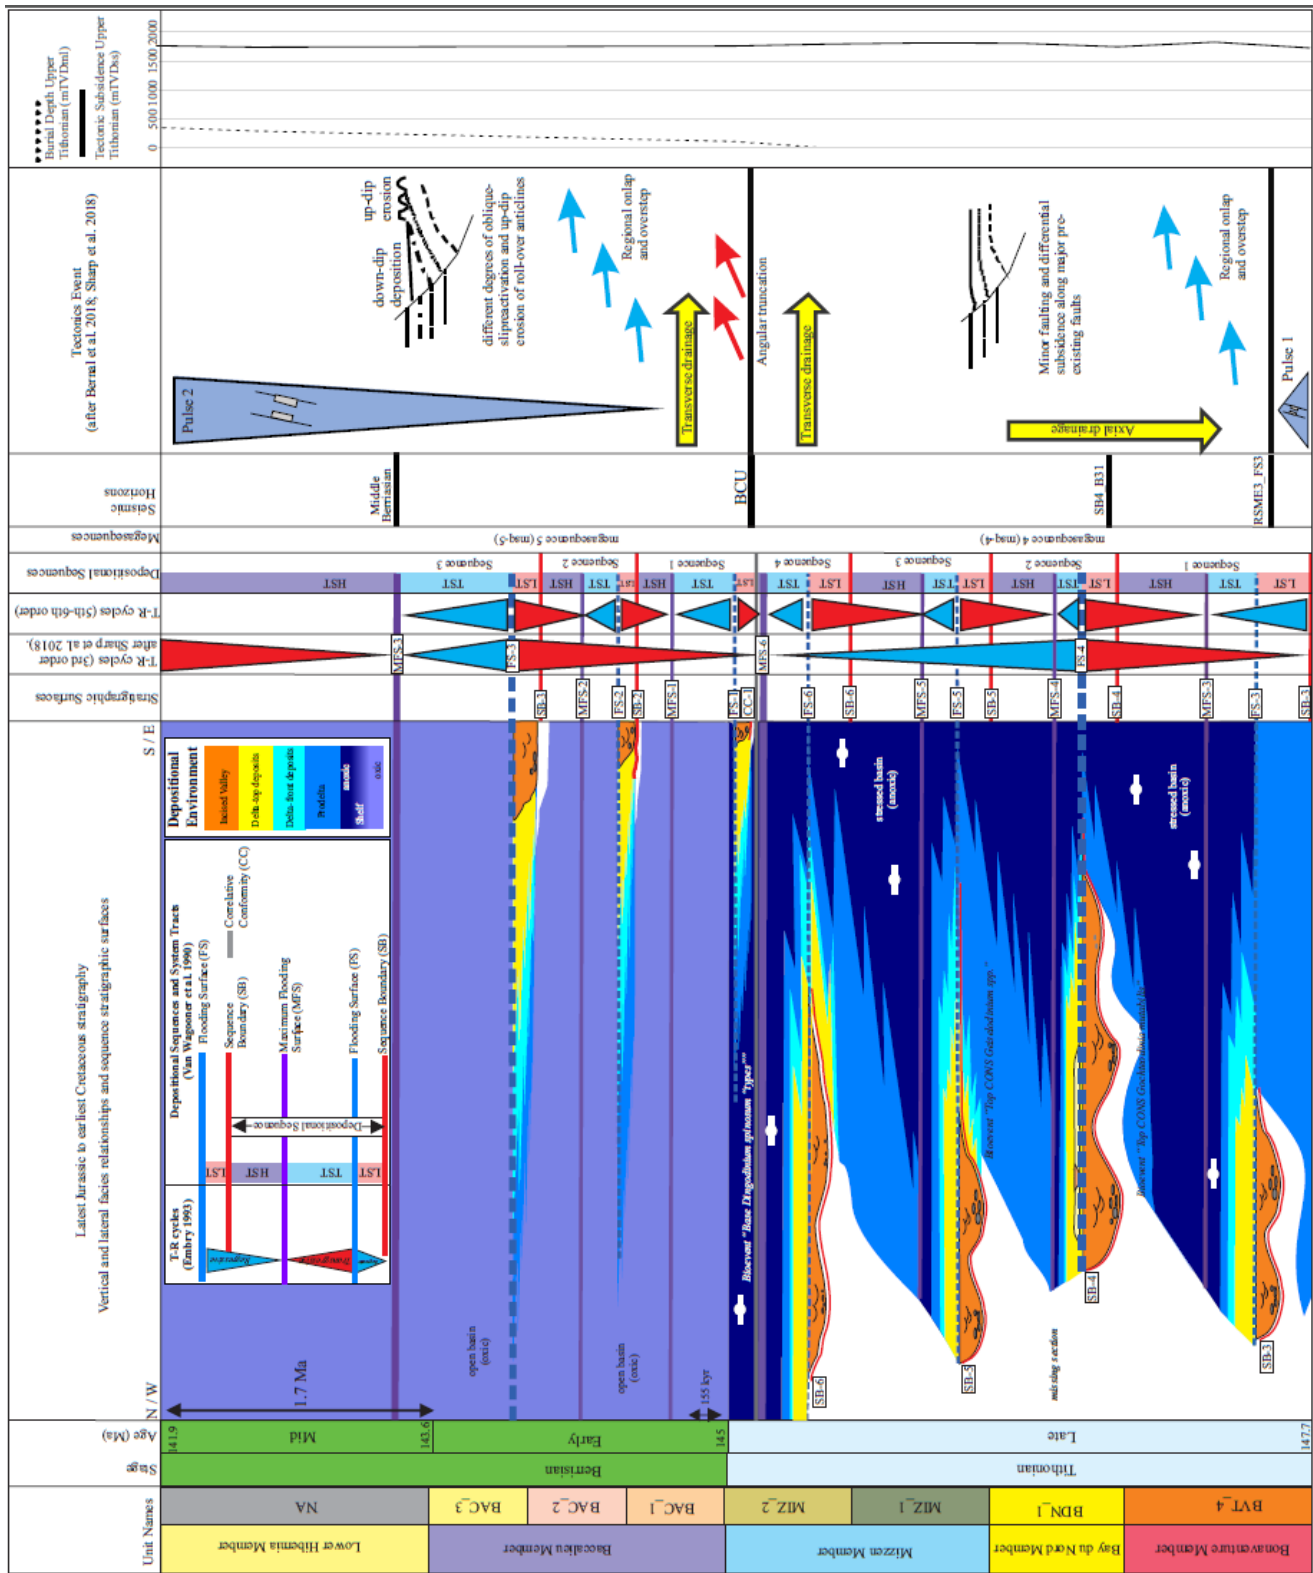 Burial Depth Upper
Tithonian (mTVDml)
Tectonic Subsidence Upper
Tithonian (mTVDss)
0 500 1000 1500 2000
Tectonics Event
(after Bernal et al. 2018; Sharp et al. 2018)
Pulse 2
down-dip
deposition
up-dip
erosion
different degrees of oblique-
slipreactivation and up-dip
erosion of roll-over anticlines
Regional onlap
and overstep
Transverse drainage
Angular truncation
Transverse drainage
Minor faulting and differential
subsidence along major pre-
existing faults
Axial drainage
Regional onlap
and overstep
Pulse 1
Seismic
Horizons
Middle
Berriasian
BCU
SB4_B31
RSME3_FS3
Megasequences
megasequence 5 (msq-5)
megasequence 4 (msq-4)
Depositional Sequences
HST
TST
Sequence 3
LST
HST
Sequence 2
TST
LST
HST
Sequence 1
TST
LST
Sequence 4
TST
LST
HST
Sequence 3
TST
LST
HST
Sequence 2
TST
LST
HST
Sequence 1
TST
LST
T-R cycles (5th-6th order)
T-R cycles (3rd order
after Sharp et al. 2018).
Stratigraphic Surfaces
MFS-3
FS-3
SB-3
MFS-2
FS-2
SB-2
MFS-1
FS-1
CC-1
MFS-6
FS-6
SB-6
MFS-5
FS-5
SB-5
MFS-4
FS-4
SB-4
MFS-3
FS-3
SB-3
Latest Jurassic to earliest Cretaceous stratigraphy
Vertical and lateral facies relationships and sequence stratigraphic surfaces
S / E
N / W
Depositional
Environment
Incised Valley
Delta-top deposits
Delta-front deposits
Prodelta
anoxic
Shelf
oxic
Depositional Sequences and System Tracts
(Van Wagooner et al. 1990)
Flooding Surface (FS)
Sequence
Boundary (SB)
Correlative
Conformity (CC)
Maximum Flooding
Surface (MFS)
Flooding Surface (FS)
Sequence Boundary (SB)
Depositional Sequence
LST
HST
TST
LST
T-R cycles
(Embry 1993)
Regressive
Transgressive
1.7 Ma
open basin
(oxic)
open basin
(oxic)
155 kyr
Bioevent "Base Dingodinium spinosum "types""
stressed basin
(anoxic)
Bioevent "Top CONS
stressed basin
(anoxic)
Bioevent "Top CONS
missing section
SB-6
SB-5
SB-4
SB-3
Age (Ma)
141.9
Mid
143.6
Early
145
Late
147.7
Stage
Berrisian
Tithonian
Unit Names
NA
BAC_3
BAC_2
BAC_1
MIZ_2
MIZ_1
BDN_1
BVT_4
Lower Hibernia Member
Baccalieu Member
Mizzen Member
Bay du Nord Member
Bonaventure Member